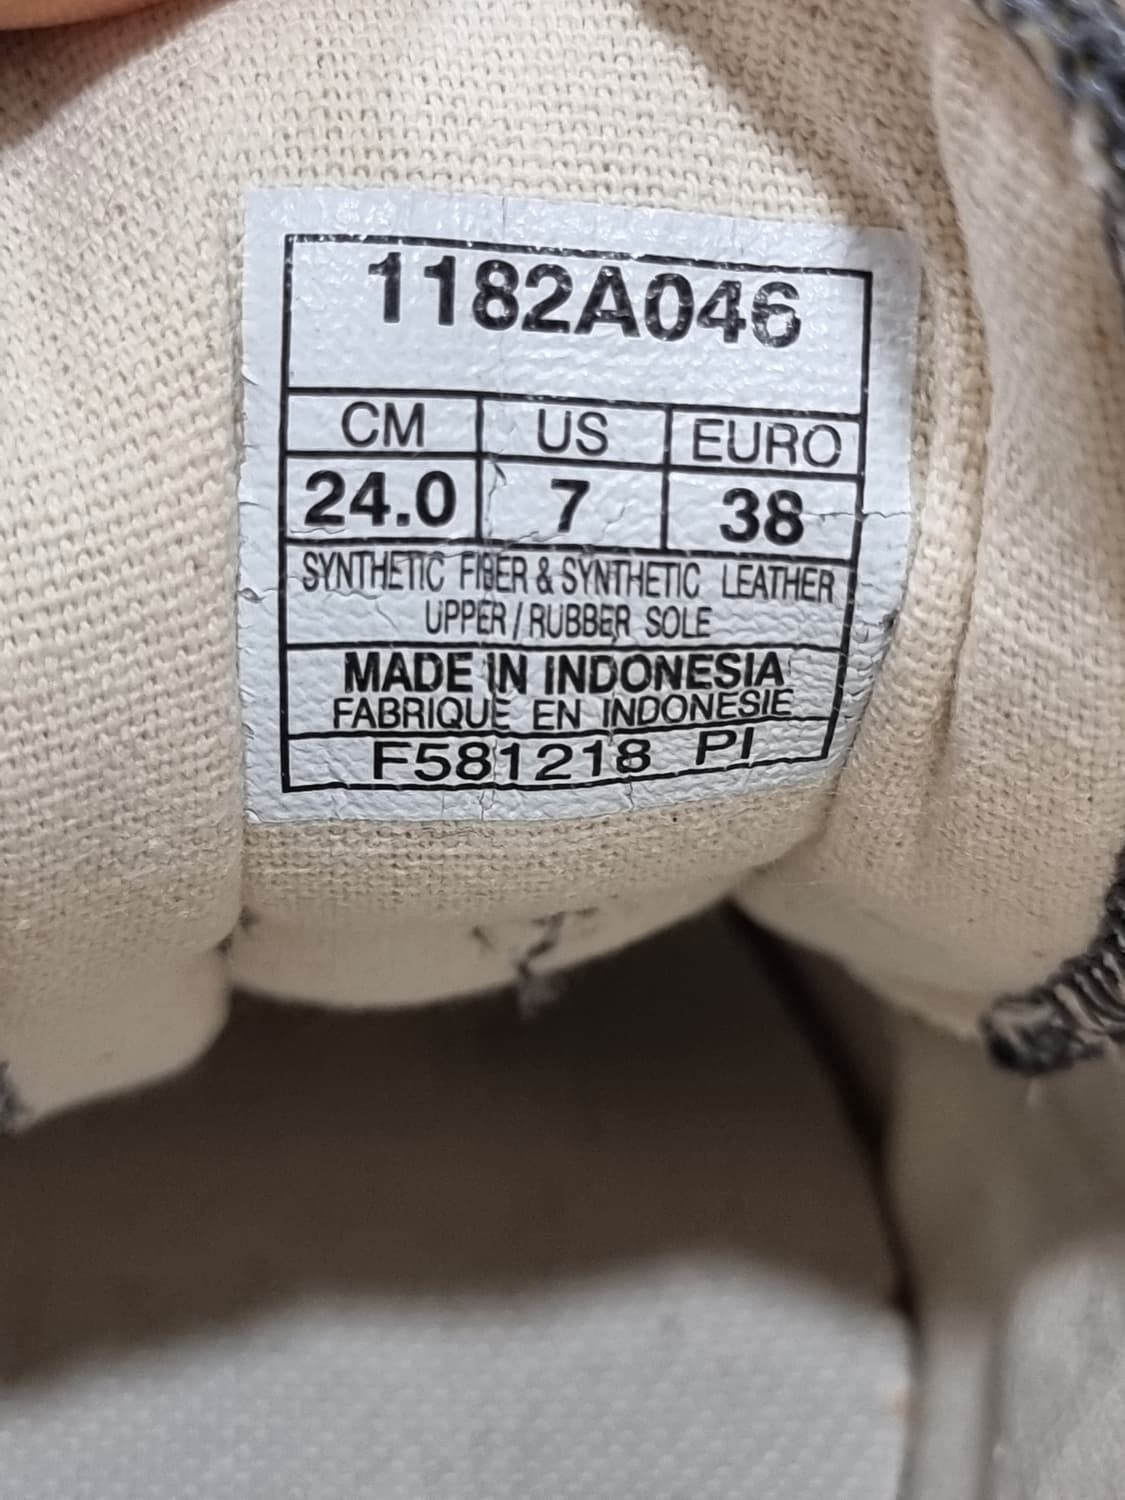 1182A046
CM US EURO
24.0 7 38
SYNTHETIC FIBER & SYNTHETIC LEATHER
UPPER / RUBBER SOLE
MADE IN INDONESIA
FABRIQUE EN INDONESIE
F581218 PI